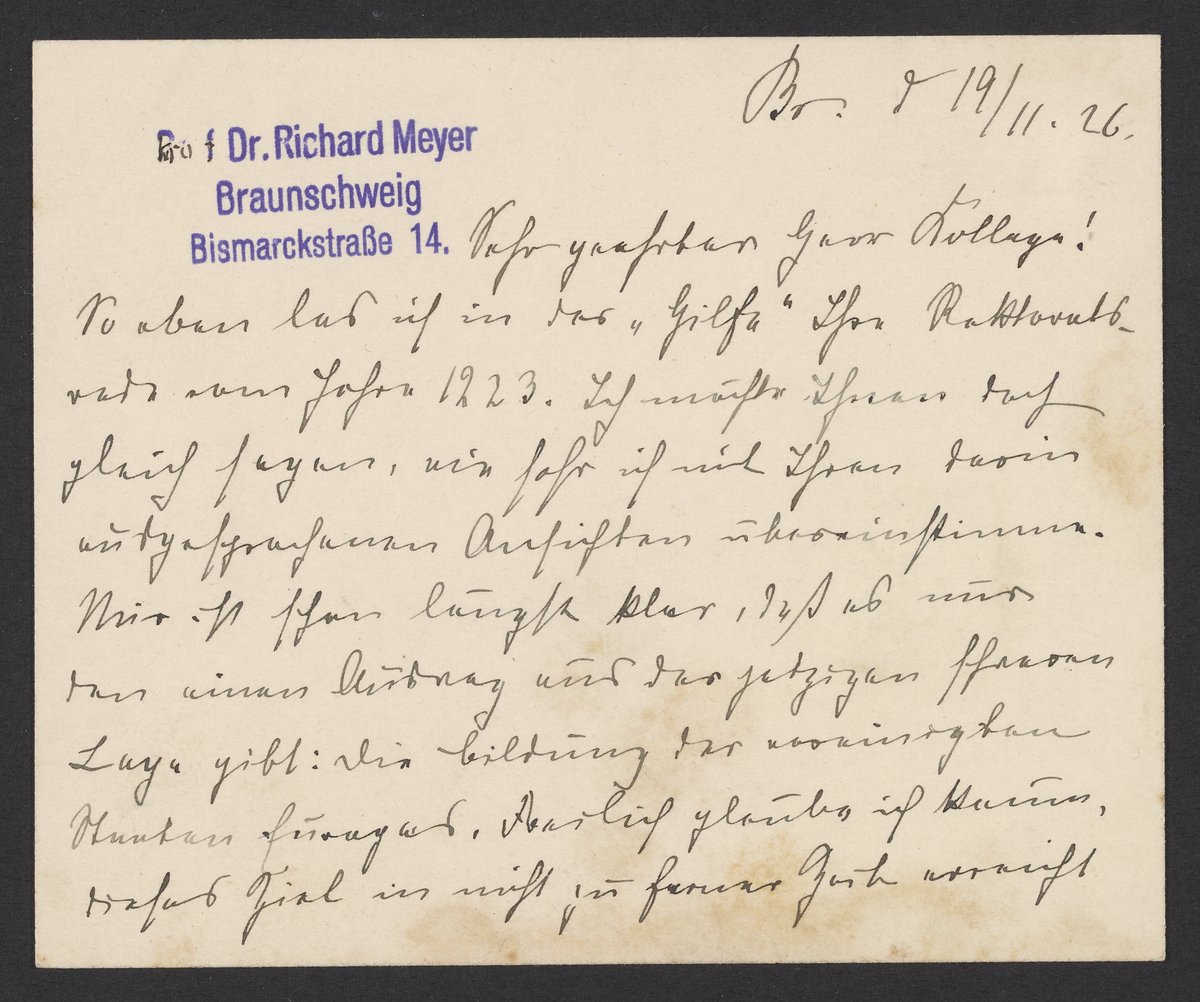 Br. d 19/11. 26.
Prof Dr. Richard Meyer
Braunschweig
Bismarckstraße 14.
Sehr geehrter Herr Kollege!
So eben las ich in der „Hilfe“ Ihre Rektorats-
rede vom Jahre 1923. Ich möchte Ihnen doch
gleich sagen, wie sehr ich mit Ihren darin
ausgesprochenen Ansichten übereinstimme.
Mir ist schon längst klar, daß es nur
den einen Ausweg aus der jetzigen schweren
Lage gibt: die Bildung der vereinigten
Staaten Europas. Freilich glaube ich kaum,
dieses Ziel in nicht zu ferner Zeit erreicht